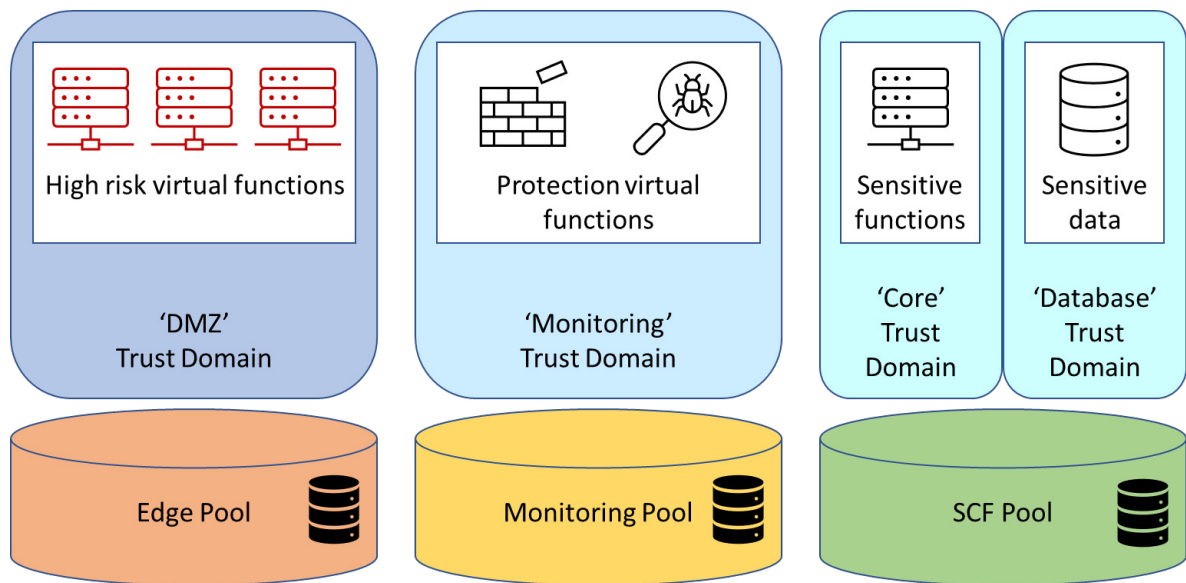 High risk virtual functions
‘DMZ’
Trust Domain
Protection virtual
functions
‘Monitoring’
Trust Domain
Sensitive
functions
‘Core’
Trust
Domain
Sensitive
data
‘Database’
Trust
Domain
Edge Pool
Monitoring Pool
SCF Pool